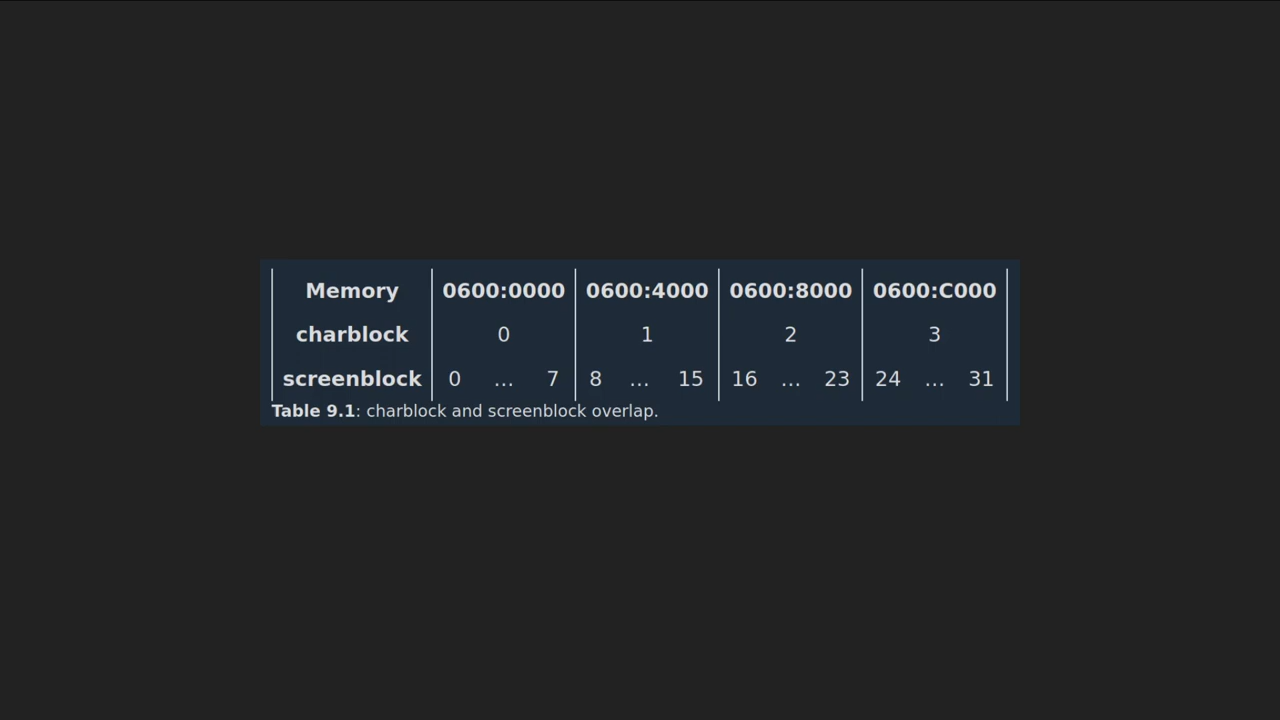 Memory 0600:0000 0600:4000 0600:8000 0600:C000
charblock 0 1 2 3
screenblock 0 … 7 8 … 15 16 … 23 24 … 31
Table 9.1: charblock and screenblock overlap.